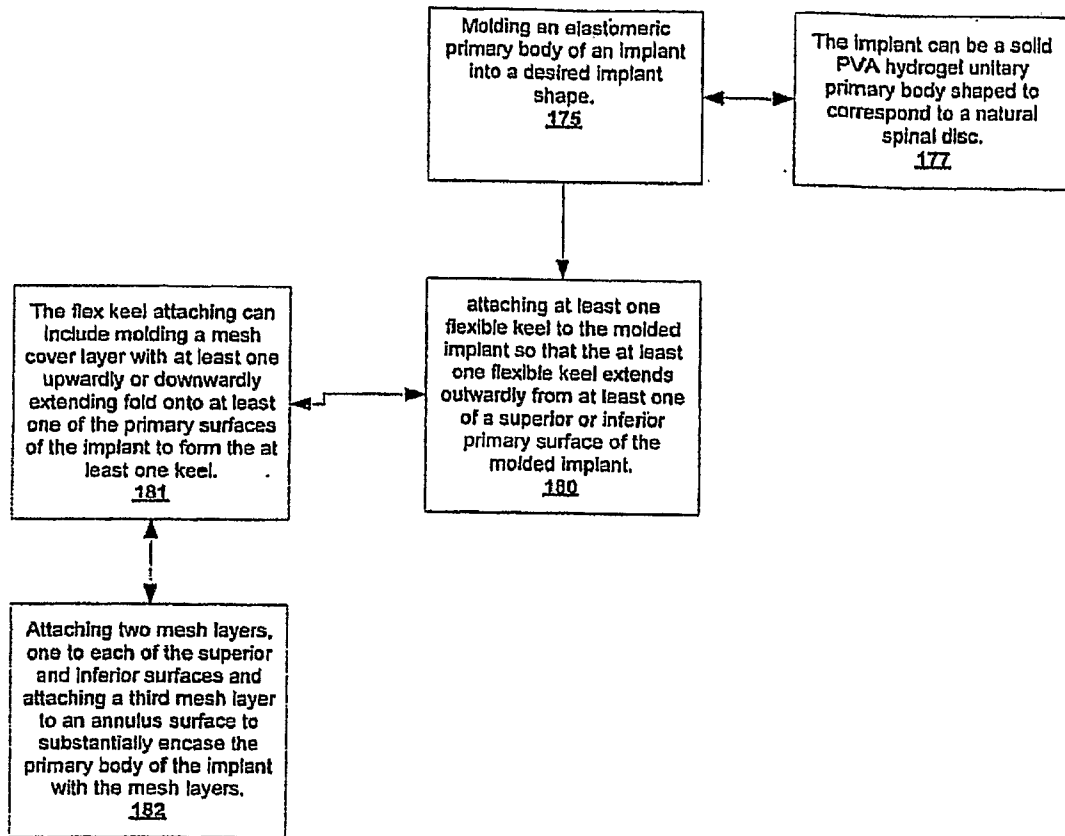 Molding an elastomeric
primary body of an implant
into a desired implant
shape.
175
The implant can be a solid
PVA hydrogel unitary
primary body shaped to
correspond to a natural
spinal disc.
177
The flex keel attaching can
include molding a mesh
cover layer with at least one
upwardly or downwardly
extending fold onto at least
one of the primary surfaces
of the implant to form the at
least one keel.
181
attaching at least one
flexible keel to the molded
implant so that the at least
one flexible keel extends
outwardly from at least one
of a superior or inferior
primary surface of the
molded implant.
180
Attaching two mesh layers,
one to each of the superior
and inferior surfaces and
attaching a third mesh layer
to an annulus surface to
substantially encase the
primary body of the implant
with the mesh layers.
182